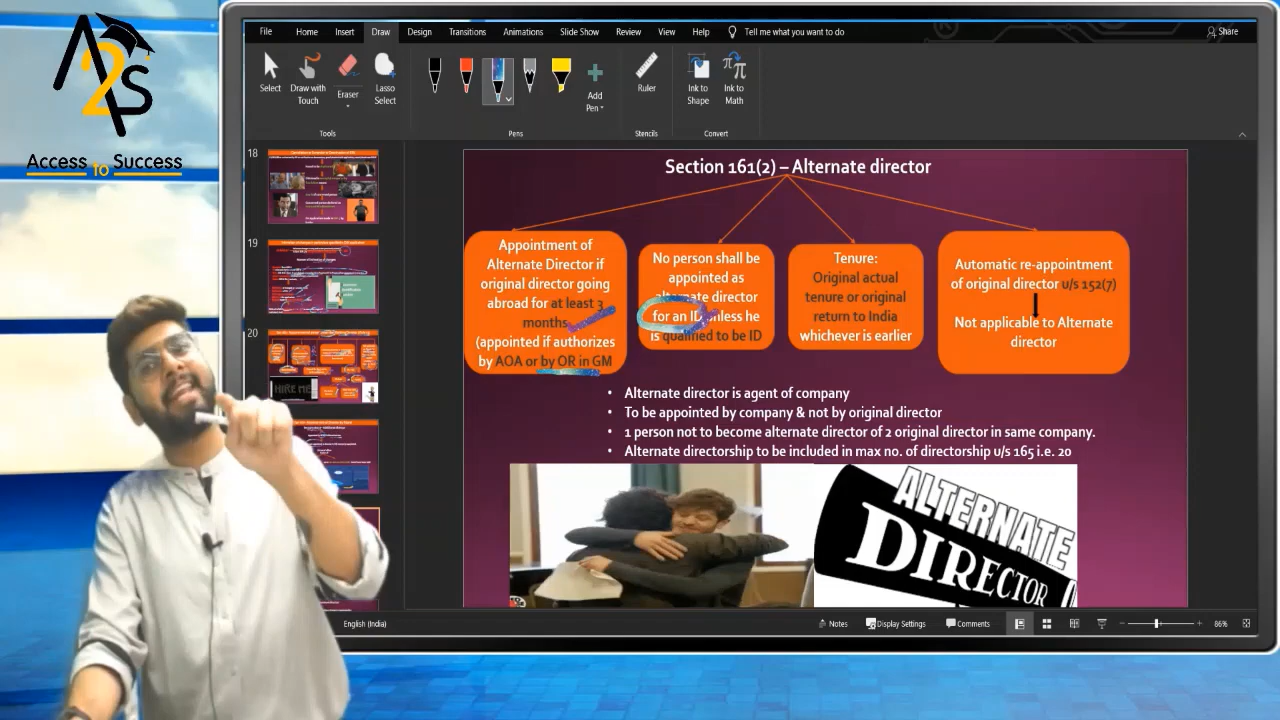 A2S
Access to Success
File Home Insert Draw Design Transitions Animations Slide Show Review View Help Tell me what you want to do Share
Select
Draw with Touch
Eraser
Lasso Select
Add Pen
Ruler
Ink to Shape
Ink to Math
Tools
Pens
Stencils
Convert
18
19
20
HIRE ME
Section 161(2) – Alternate director
Appointment of
Alternate Director if
original director going
abroad for at least 3
months
(appointed if authorizes
by AOA or by OR in GM
No person shall be
appointed as
alternate director
for an ID unless he
is qualified to be ID
Tenure:
Original actual
tenure or original
return to India
whichever is earlier
Automatic re-appointment
of original director u/s 152(7)
Not applicable to Alternate
director
• Alternate director is agent of company
• To be appointed by company & not by original director
• 1 person not to become alternate director of 2 original director in same company.
• Alternate directorship to be included in max no. of directorship u/s 165 i.e. 20
ALTERNATE
DIRECTOR
English (India)
Notes Display Settings Comments 86%